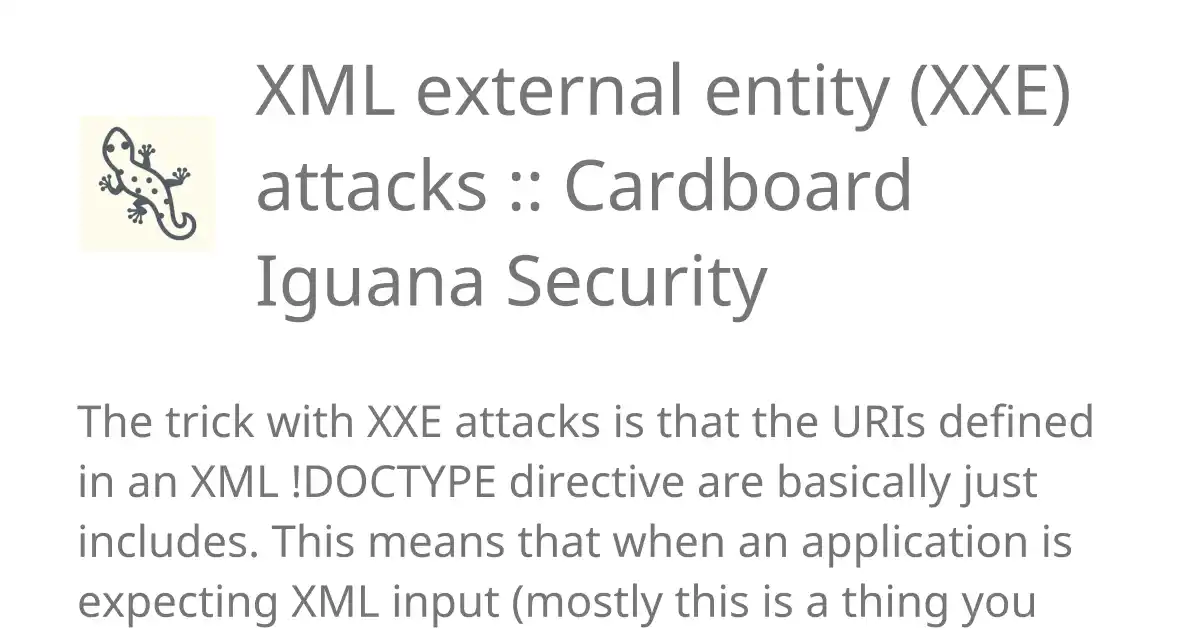 XML external entity (XXE)
attacks :: Cardboard
Iguana Security
The trick with XXE attacks is that the URIs defined
in an XML !DOCTYPE directive are basically just
includes. This means that when an application is
expecting XML input (mostly this is a thing you